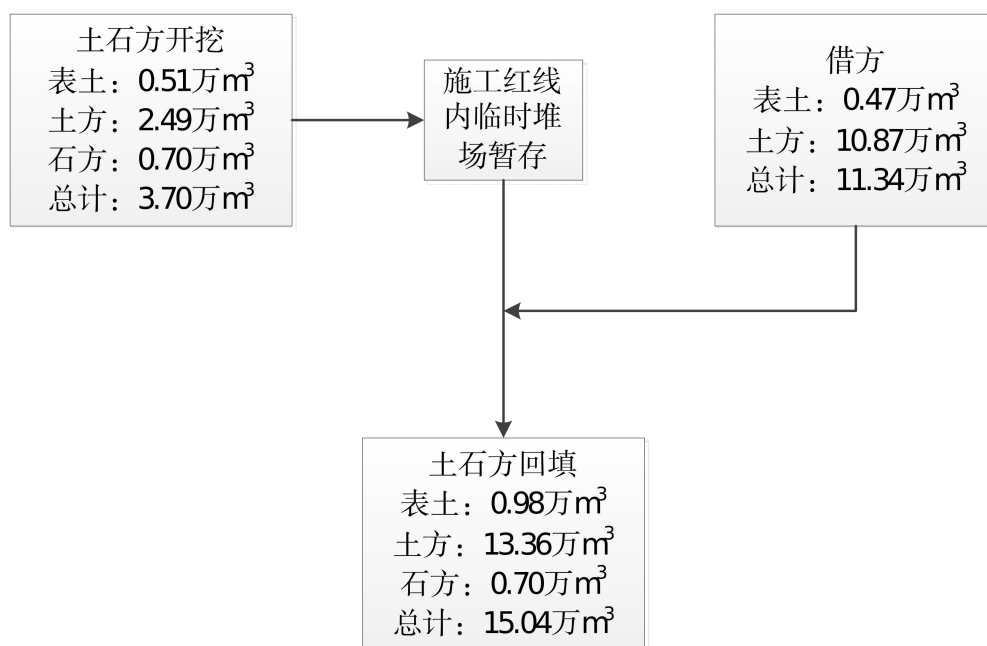 土石方开挖
表土：0.51万m³
土方：2.49万m³
石方：0.70万m³
总计：3.70万m³
施工红线
内临时堆
场暂存
借方
表土：0.47万m³
土方：10.87万m³
总计：11.34万m³
土石方回填
表土：0.98万m³
土方：13.36万m³
石方：0.70万m³
总计：15.04万m³